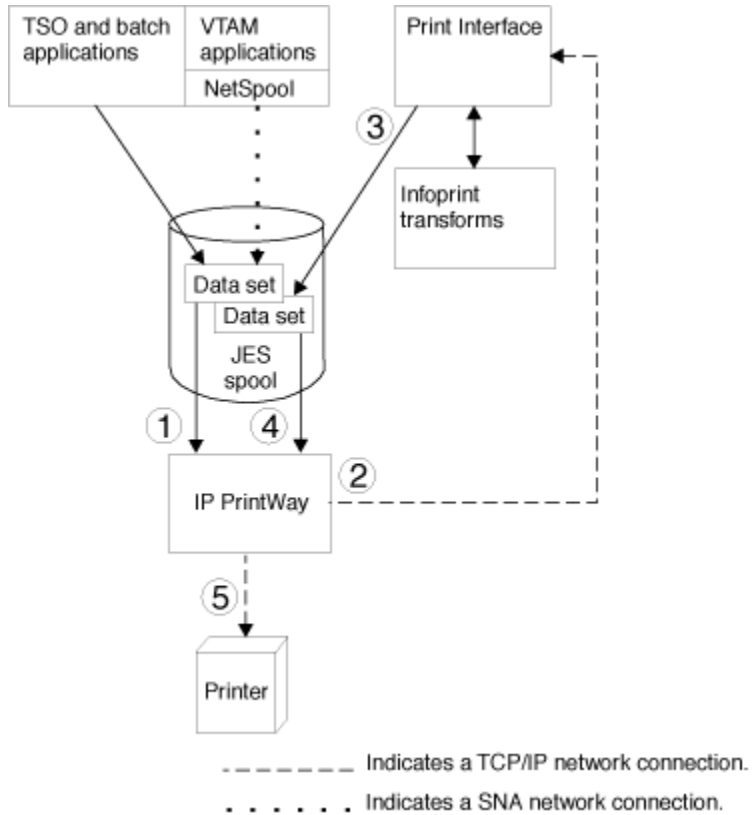 TSO and batch
applications
VTAM
applications
NetSpool
Print Interface
3
Infoprint
transforms
Data set
Data set
JES
spool
1
4
2
IP PrintWay
5
Printer
Indicates a TCP/IP network connection.
Indicates a SNA network connection.